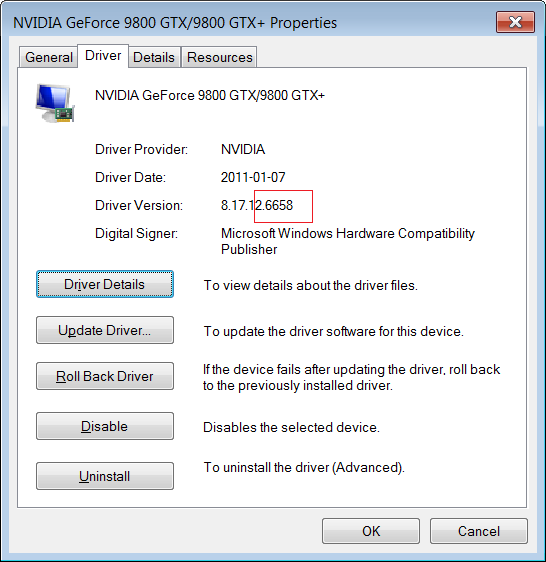 NVIDIA GeForce 9800 GTX/9800 GTX+ Properties
General Driver Details Resources
NVIDIA GeForce 9800 GTX/9800 GTX+
Driver Provider: NVIDIA
Driver Date: 2011-01-07
Driver Version: 8.17.12.6658
Digital Signer: Microsoft Windows Hardware Compatibility
Publisher
Driver Details To view details about the driver files.
Update Driver... To update the driver software for this device.
Roll Back Driver If the device fails after updating the driver, roll back
to the previously installed driver.
Disable Disables the selected device.
Uninstall To uninstall the driver (Advanced).
OK Cancel